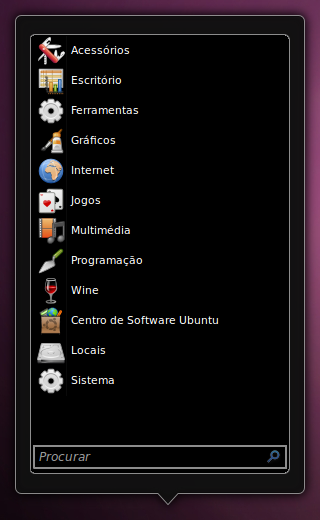 Acessórios
Escritório
Ferramentas
Gráficos
Internet
Jogos
Multimédia
Programação
Wine
Centro de Software Ubuntu
Locais
Sistema
Procurar